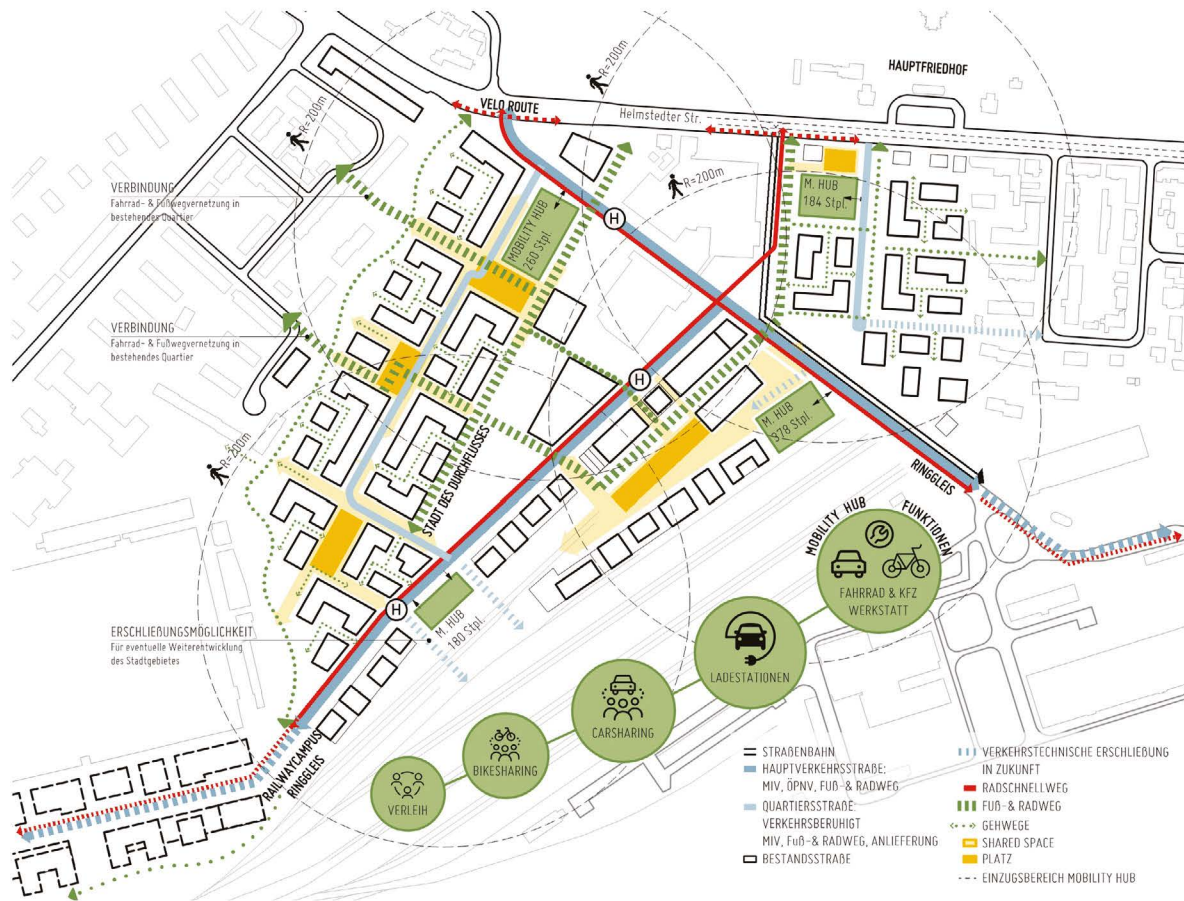 HAUPTFRIEDHOF
VELO ROUTE
Helmstedter Str.
R=200m
R=200m
R=200m
R=200m
VERBINDUNG
Fahrrad- & Fußwegvernetzung in
bestehendes Quartier
M. HUB
184 Stpl.
H
MOBILITY HUB
260 Stpl.
VERBINDUNG
Fahrrad- & Fußwegvernetzung in
bestehendes Quartier
H
M. HUB
378 Stpl.
STADT DES DURCHFLUSSES
RINGGLEIS
MOBILITY HUB FUNKTIONEN
FAHRRAD & KFZ
WERKSTATT
H
M. HUB
180 Stpl.
ERSCHLIEßUNGSMÖGLICHKEIT
Für eventuelle Weiterentwicklung
des Stadtgebietes
LADESTATIONEN
CARSHARING
BIKESHARING
VERLEIH
RAILWAYCAMPUS
RINGGLEIS
STRAßENBAHN
HAUPTVERKEHRSSTRAßE:
MIV, ÖPNV, FUß-& RADWEG
QUARTIERSSTRAßE:
VERKEHRSBERUHIGT
MIV, Fuß-& RADWEG, ANLIEFERUNG
BESTANDSSTRAßE
VERKEHRSTECHNISCHE ERSCHLIEßUNG
IN ZUKUNFT
RADSCHNELLWEG
FUß-& RADWEG
GEHWEGE
SHARED SPACE
PLATZ
EINZUGSBEREICH MOBILITY HUB